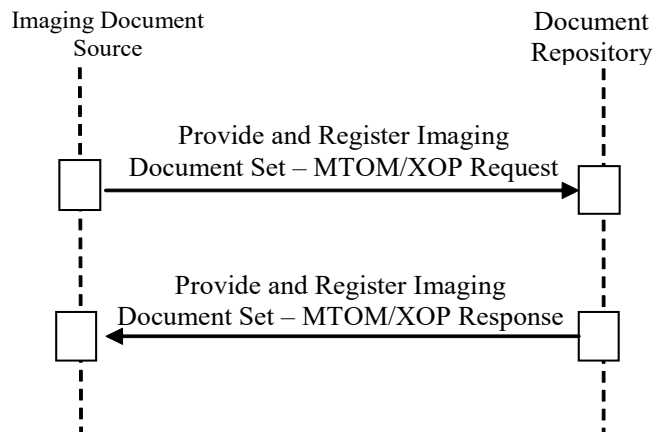 Imaging Document
Source
Document
Repository
Provide and Register Imaging
Document Set – MTOM/XOP Request
Provide and Register Imaging
Document Set – MTOM/XOP Response